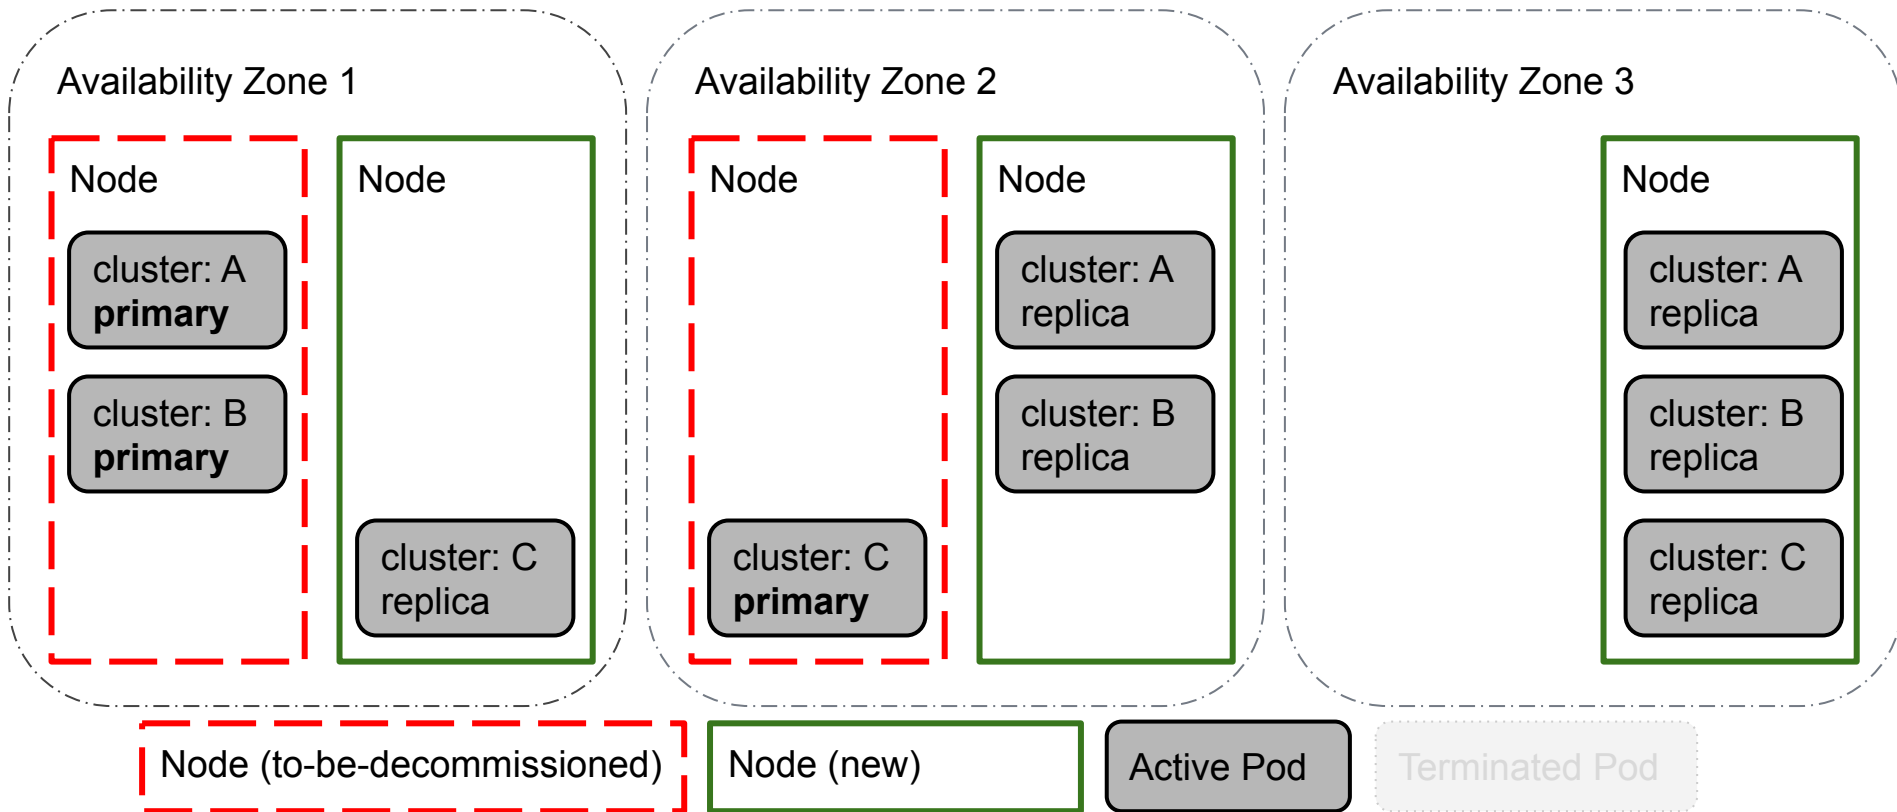 Availability Zone 1
Node
cluster: A
primary
cluster: B
primary
Node
cluster: C
replica
Availability Zone 2
Node
cluster: C
primary
Node
cluster: A
replica
cluster: B
replica
Availability Zone 3
Node
cluster: A
replica
cluster: B
replica
cluster: C
replica
Node (to-be-decommissioned)
Node (new)
Active Pod
Terminated Pod